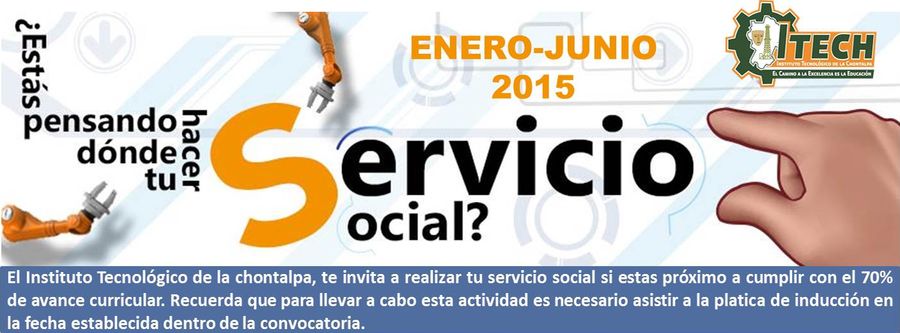 ¿Estás
pensando
dónde
hacer
tu
Servicio
Social?
ENERO-JUNIO
2015
ITECH
INSTITUTO TECNOLÓGICO DE LA CHONTALPA
EL CAMINO A LA EXCELENCIA ES LA EDUCACIÓN
El Instituto Tecnológico de la chontalpa, te invita a realizar tu servicio social si estas próximo a cumplir con el 70%
de avance curricular. Recuerda que para llevar a cabo esta actividad es necesario asistir a la platica de inducción en
la fecha establecida dentro de la convocatoria.